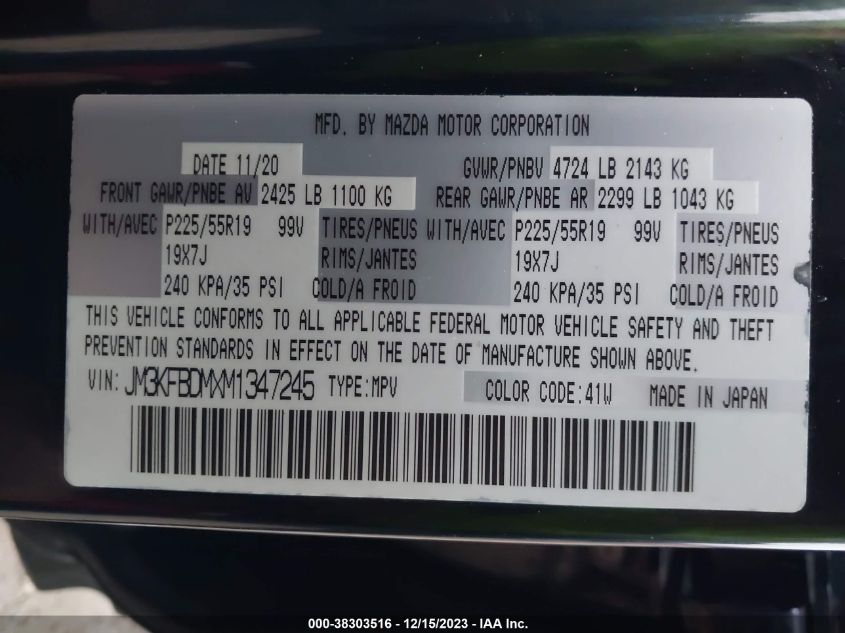 MFD. BY MAZDA MOTOR CORPORATION
DATE 11/20 GVWR/PNBV 4724 LB 2143 KG
FRONT GAWR/PNBE AV 2425 LB 1100 KG REAR GAWR/PNBE AR 2299 LB 1043 KG
WITH/AVEC P225/55R19 99V TIRES/PNEUS WITH/AVEC P225/55R19 99V TIRES/PNEUS
19X7J RIMS/JANTES 19X7J RIMS/JANTES
240 KPA/35 PSI COLD/A FROID 240 KPA/35 PSI COLD/A FROID
THIS VEHICLE CONFORMS TO ALL APPLICABLE FEDERAL MOTOR VEHICLE SAFETY AND THEFT
PREVENTION STANDARDS IN EFFECT ON THE DATE OF MANUFACTURE SHOWN ABOVE.
VIN: JM3KFBDMXM1347245 TYPE:MPV COLOR CODE:41W MADE IN JAPAN
000-38303516 - 12/15/2023 - IAA Inc.